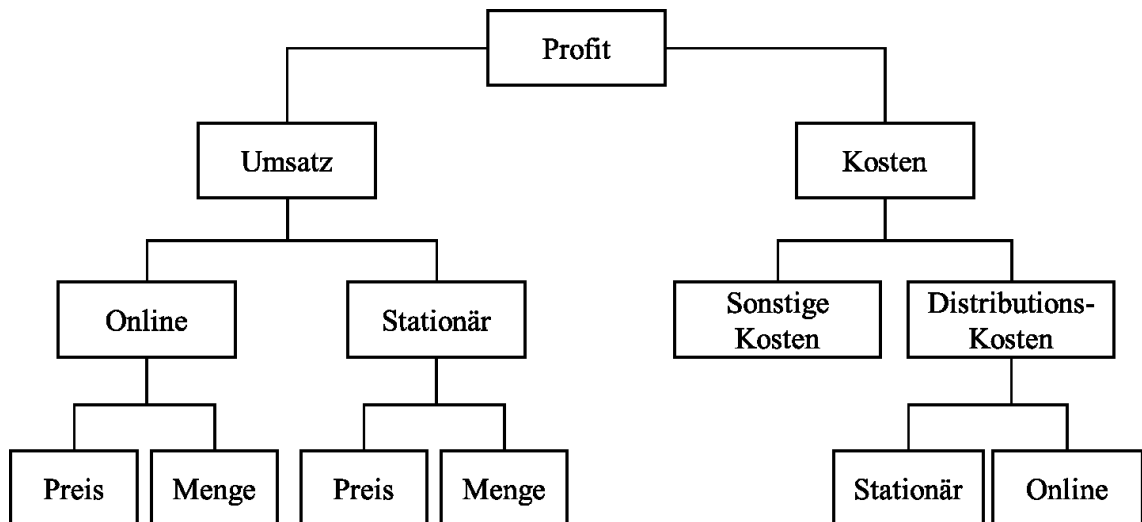 Profit
Umsatz
Kosten
Online
Stationär
Sonstige
Kosten
Distributions-
Kosten
Preis
Menge
Preis
Menge
Stationär
Online